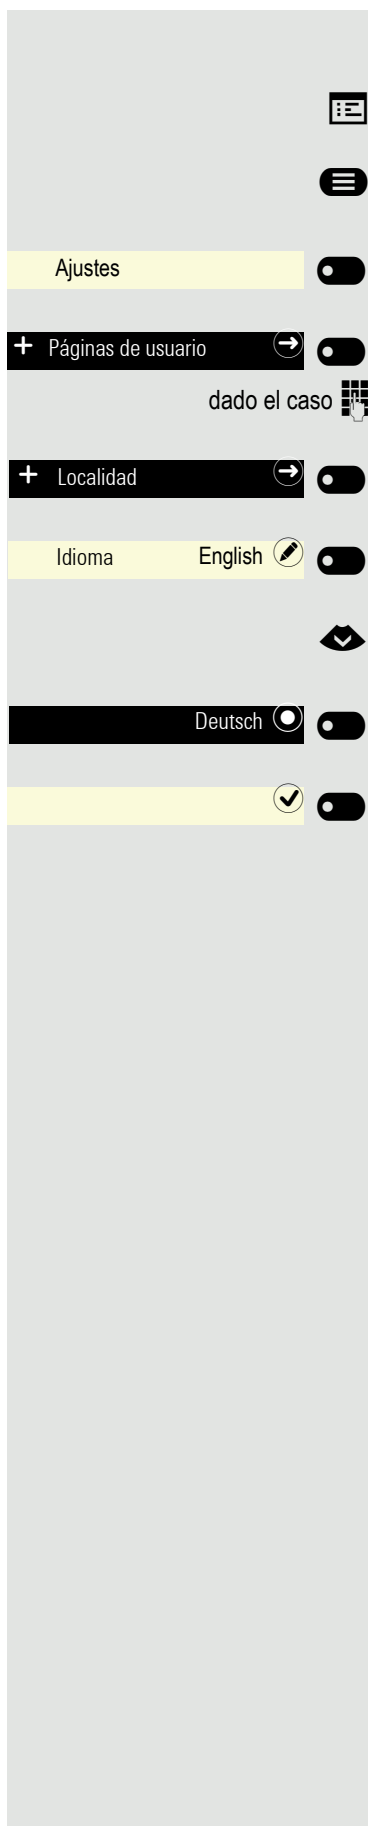 Ajustes
Páginas de usuario
dado el caso
Localidad
Idioma English
Deutsch